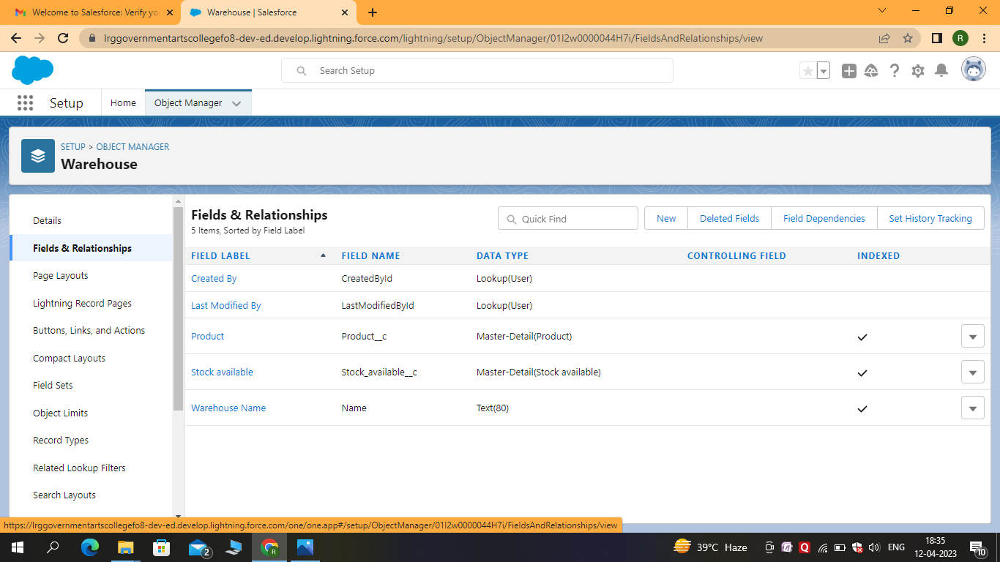 Welcome to Salesforce: Verify yo
Warehouse | Salesforce
lrggovernmentartscollegefo8-dev-ed.develop.lightning.force.com/lightning/setup/ObjectManager/01I2w0000044H7i/FieldsAndRelationships/view
R
Search Setup
Setup
Home
Object Manager
SETUP > OBJECT MANAGER
Warehouse
Details
Fields & Relationships
Page Layouts
Lightning Record Pages
Buttons, Links, and Actions
Compact Layouts
Field Sets
Object Limits
Record Types
Related Lookup Filters
Search Layouts
Fields & Relationships
5 Items, Sorted by Field Label
Quick Find
New
Deleted Fields
Field Dependencies
Set History Tracking
FIELD LABEL FIELD NAME DATA TYPE CONTROLLING FIELD INDEXED
Created By CreatedById Lookup(User)
Last Modified By LastModifiedById Lookup(User)
Product Product__c Master-Detail(Product)
Stock available Stock_available__c Master-Detail(Stock available)
Warehouse Name Name Text(80)
https://lrggovernmentartscollegefo8-dev-ed.develop.lightning.force.com/one/one.app#/setup/ObjectManager/01I2w0000044H7i/FieldsAndRelationships/view
2
R
39°C Haze
Q
ENG
18:35
12-04-2023
10